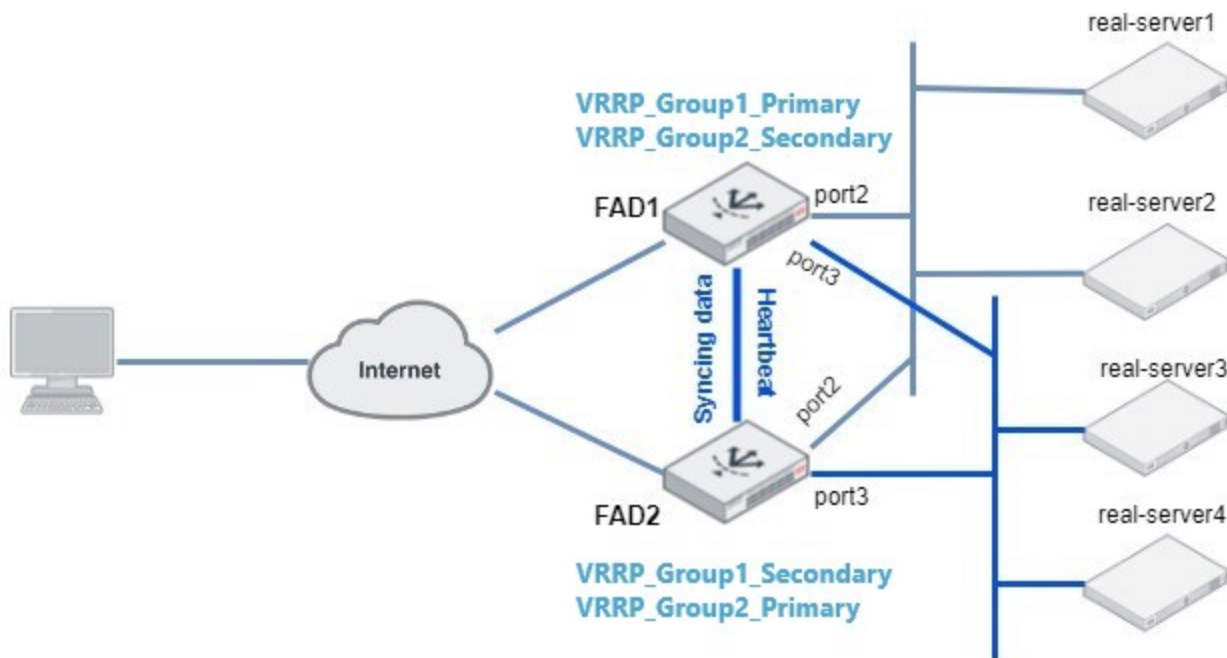 real-server1
VRRP_Group1_Primary
VRRP_Group2_Secondary
FAD1
port2
real-server2
port3
Syncing data
Heartbeat
Internet
real-server3
port2
FAD2
port3
real-server4
VRRP_Group1_Secondary
VRRP_Group2_Primary